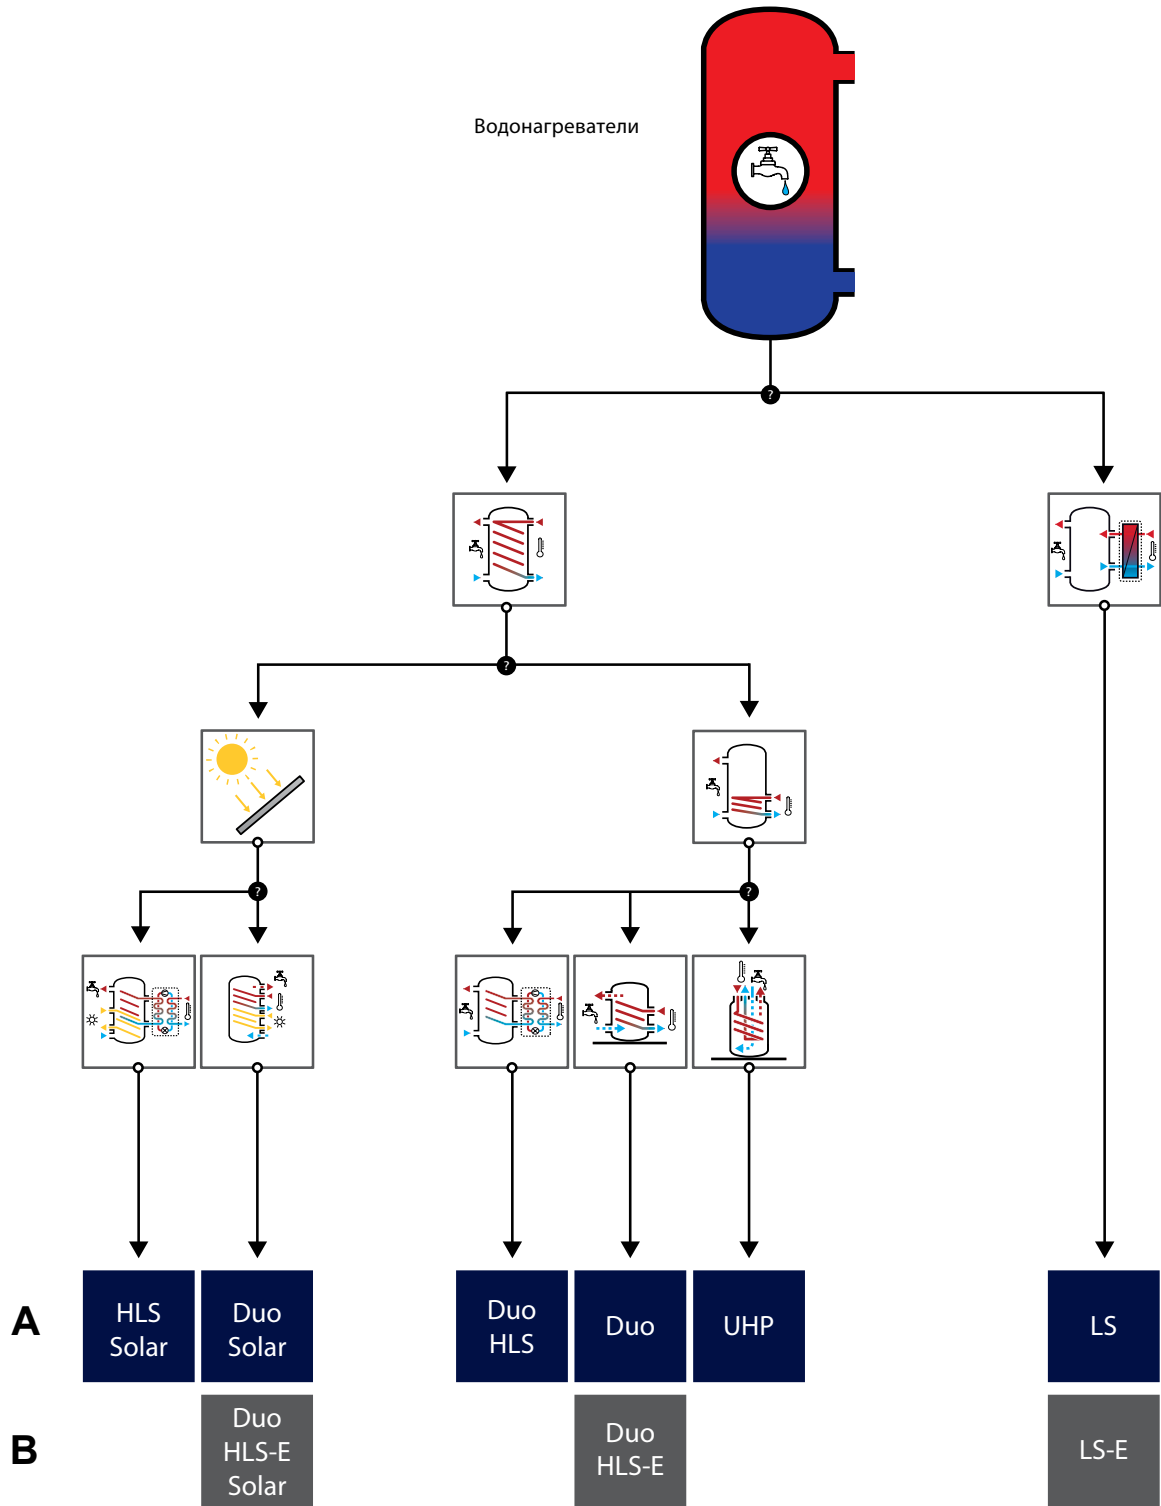 Водонагреватели
?
?
?
?
A
HLS
Solar
Duo
Solar
Duo
HLS
Duo
UHP
LS
B
Duo
HLS-E
Solar
Duo
HLS-E
LS-E